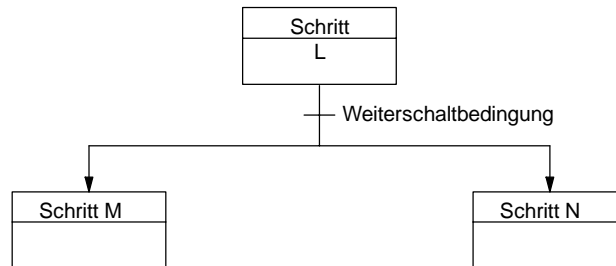 Schritt
L
Weiterschaltbedingung
Schritt M
Schritt N